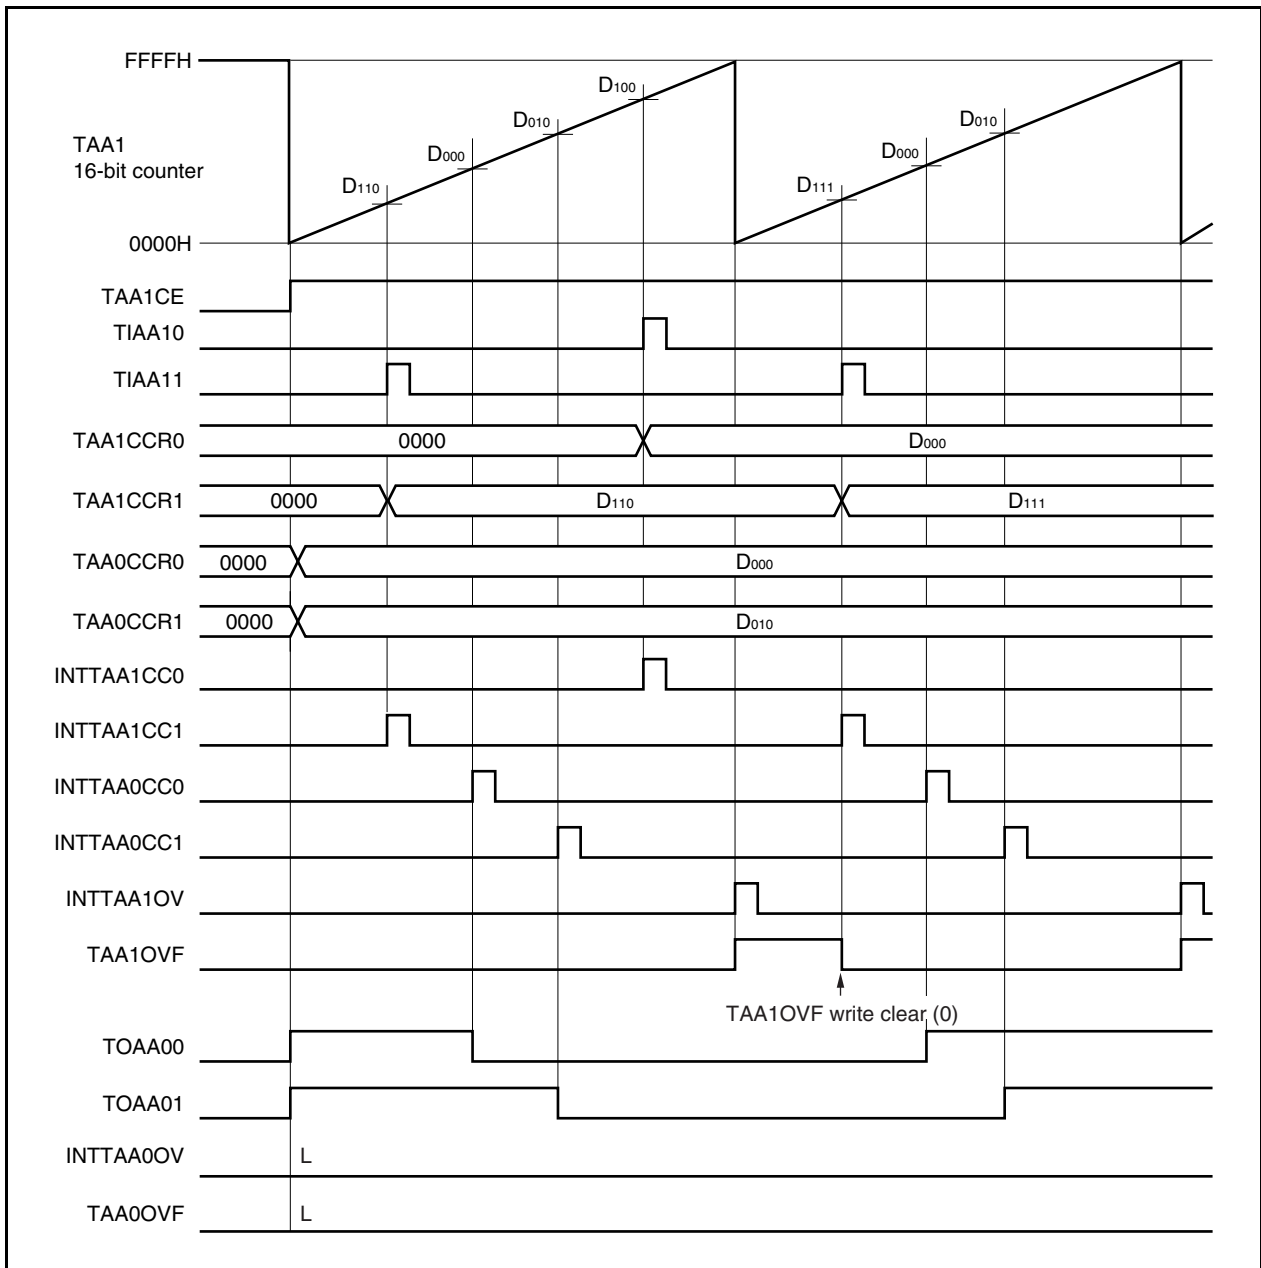 FFFFH
D100
D010
D010
TAA1
16-bit counter
D000
D000
D110
D111
0000H
TAA1CE
TIAA10
TIAA11
TAA1CCR0 0000 D000
TAA1CCR1 0000 D110 D111
TAA0CCR0 0000 D000
TAA0CCR1 0000 D010
INTTAA1CC0
INTTAA1CC1
INTTAA0CC0
INTTAA0CC1
INTTAA1OV
TAA1OVF
TAA1OVF write clear (0)
TOAA00
TOAA01
INTTAA0OV L
TAA0OVF L